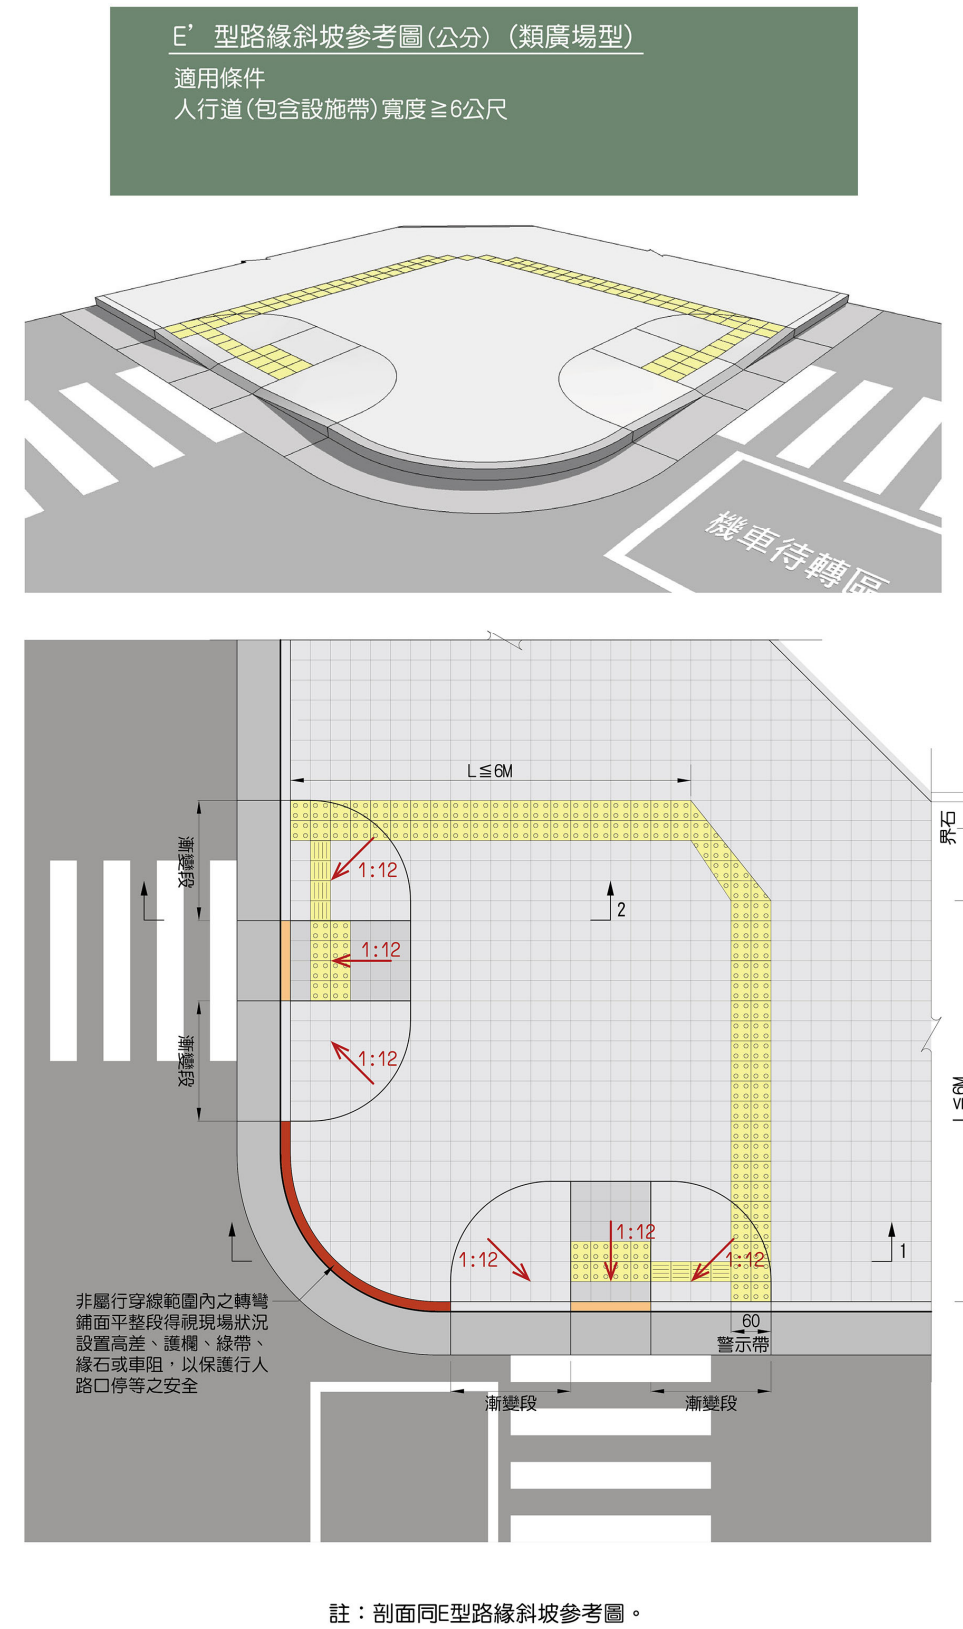 E’型路緣斜坡參考圖(公分)(類廣場型)
適用條件
人行道(包含設施帶)寬度≧6公尺
機車待轉區
L≦6M
漸變段
1:12
2
1:12
界石
漸變段
1:12
L≦6M
1:12
1:12
1:12
1
非屬行穿線範圍內之轉彎
鋪面平整段得視現場狀況
設置高差、護欄、綠帶、
緣石或車阻，以保護行人
路口停等之安全
60
警示帶
漸變段
漸變段
註：剖面同E型路緣斜坡參考圖。